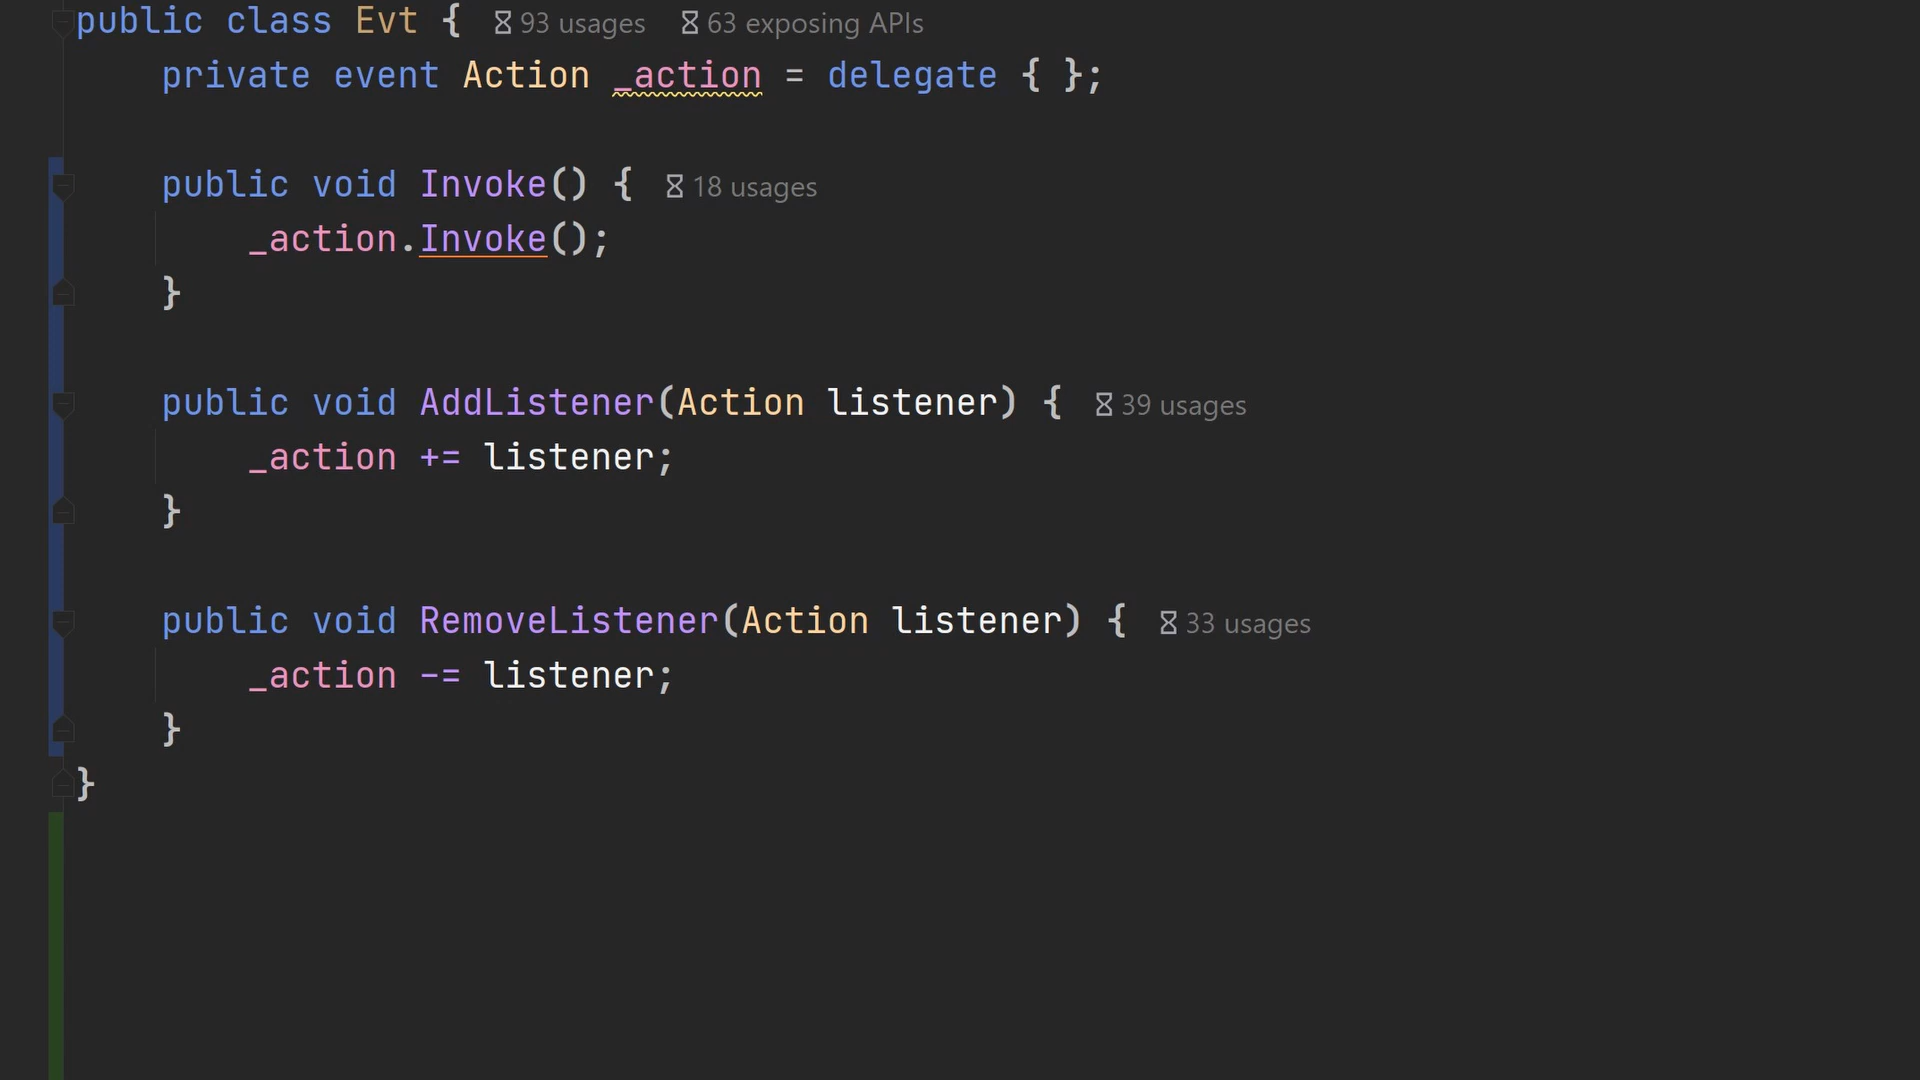 public class Evt { 93 usages 63 exposing APIs
private event Action _action = delegate { };
public void Invoke() { 18 usages
_action.Invoke();
}
public void AddListener(Action listener) { 39 usages
_action += listener;
}
public void RemoveListener(Action listener) { 33 usages
_action -= listener;
}
}